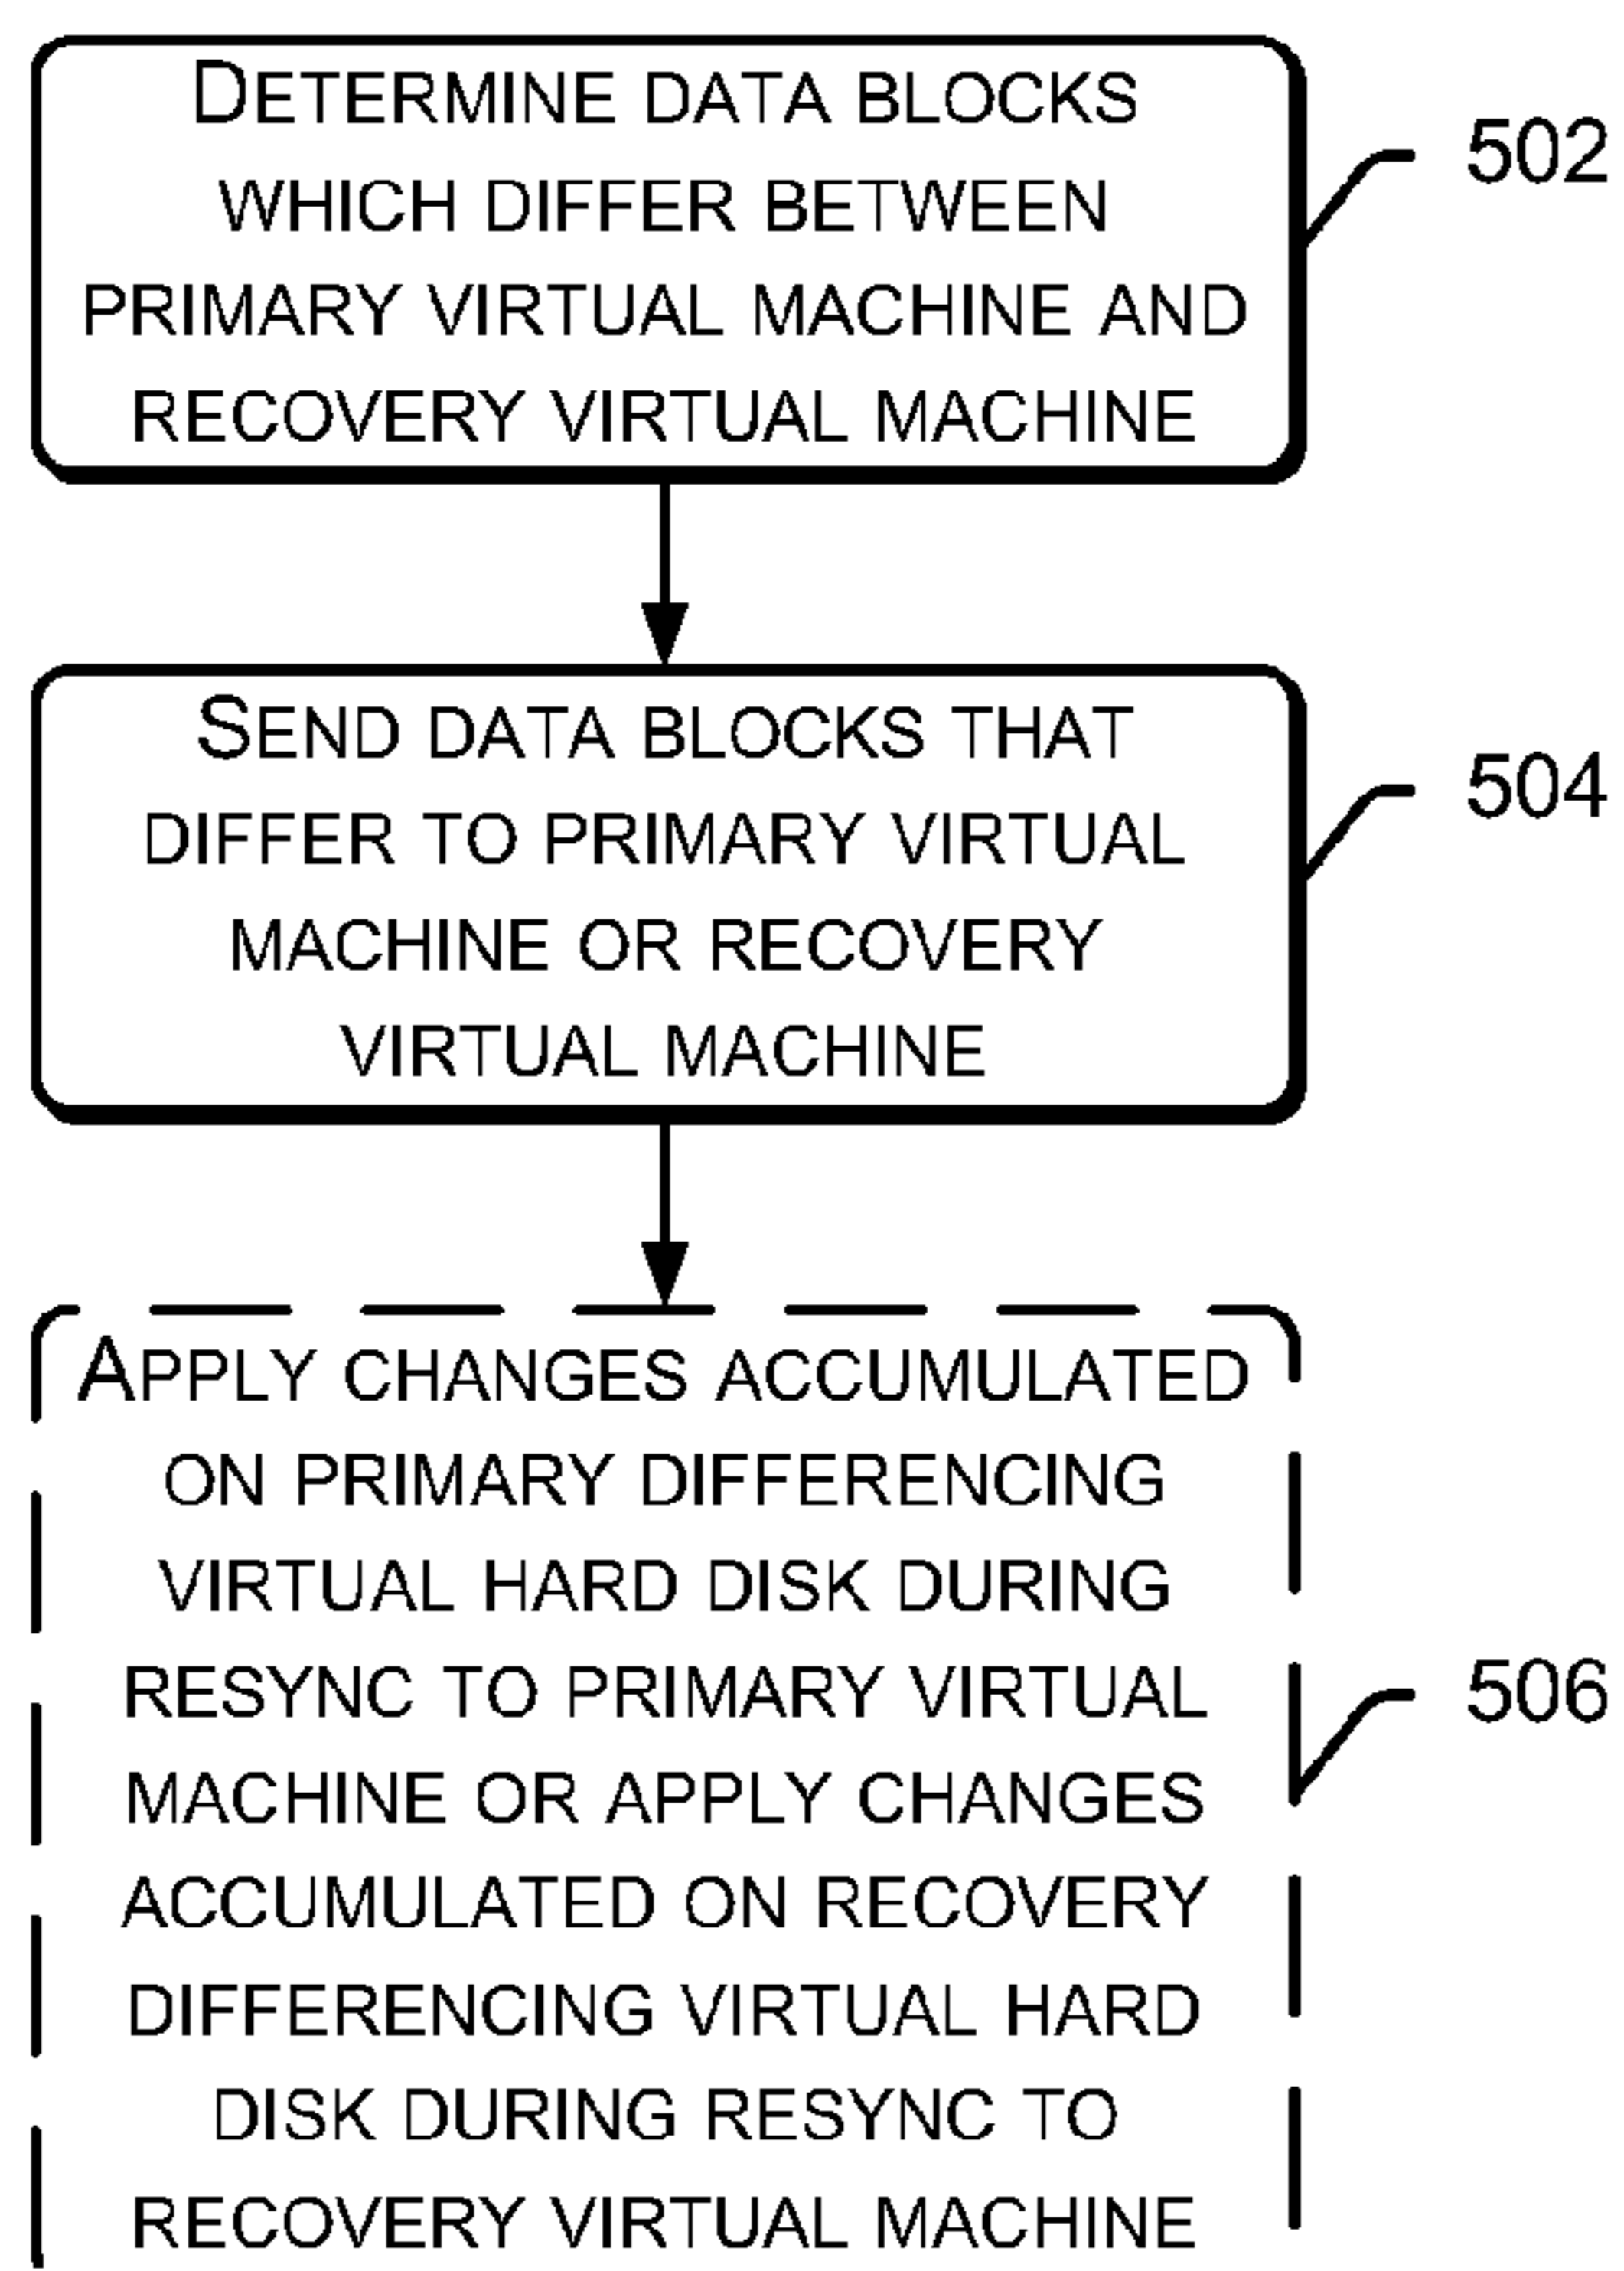 DETERMINE DATA BLOCKS
WHICH DIFFER BETWEEN
PRIMARY VIRTUAL MACHINE AND
RECOVERY VIRTUAL MACHINE
502
SEND DATA BLOCKS THAT
DIFFER TO PRIMARY VIRTUAL
MACHINE OR RECOVERY
VIRTUAL MACHINE
504
APPLY CHANGES ACCUMULATED
ON PRIMARY DIFFERENCING
VIRTUAL HARD DISK DURING
RESYNC TO PRIMARY VIRTUAL
MACHINE OR APPLY CHANGES
ACCUMULATED ON RECOVERY
DIFFERENCING VIRTUAL HARD
DISK DURING RESYNC TO
RECOVERY VIRTUAL MACHINE
506